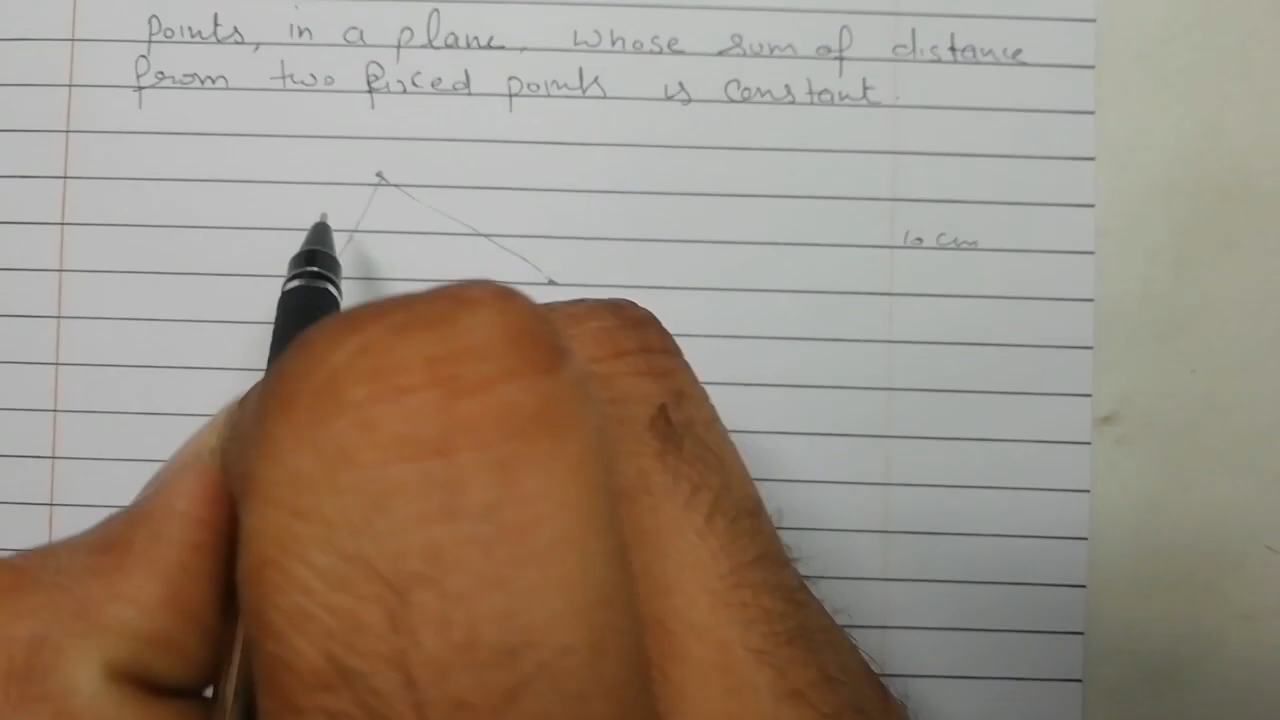 points, in a plane, whose sum of distance
from two fixed points is constant.
10 cm